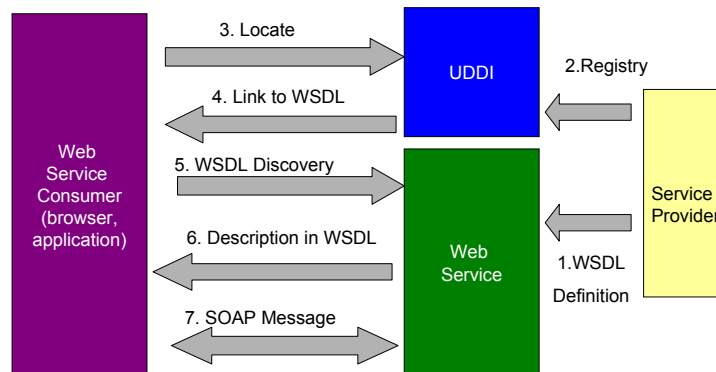 3. Locate
UDDI
2.Registry
4. Link to WSDL
Web
Service
Consumer
(browser,
application)
5. WSDL Discovery
Service
Provider
6. Description in WSDL
Web
Service
1.WSDL
Definition
7. SOAP Message